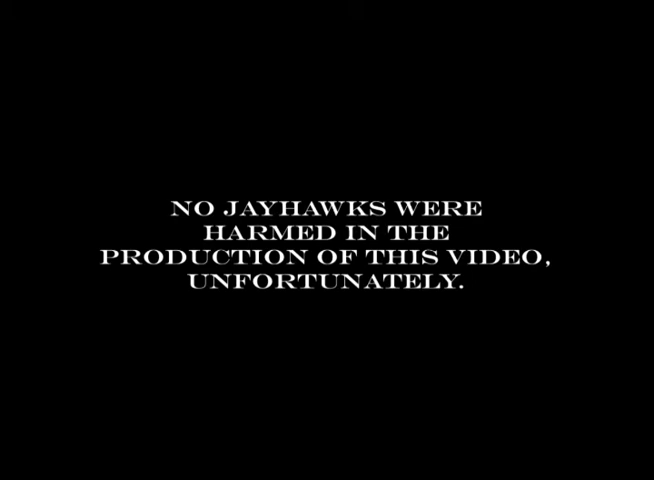 NO JAYHAWKS WERE
HARMED IN THE
PRODUCTION OF THIS VIDEO,
UNFORTUNATELY.